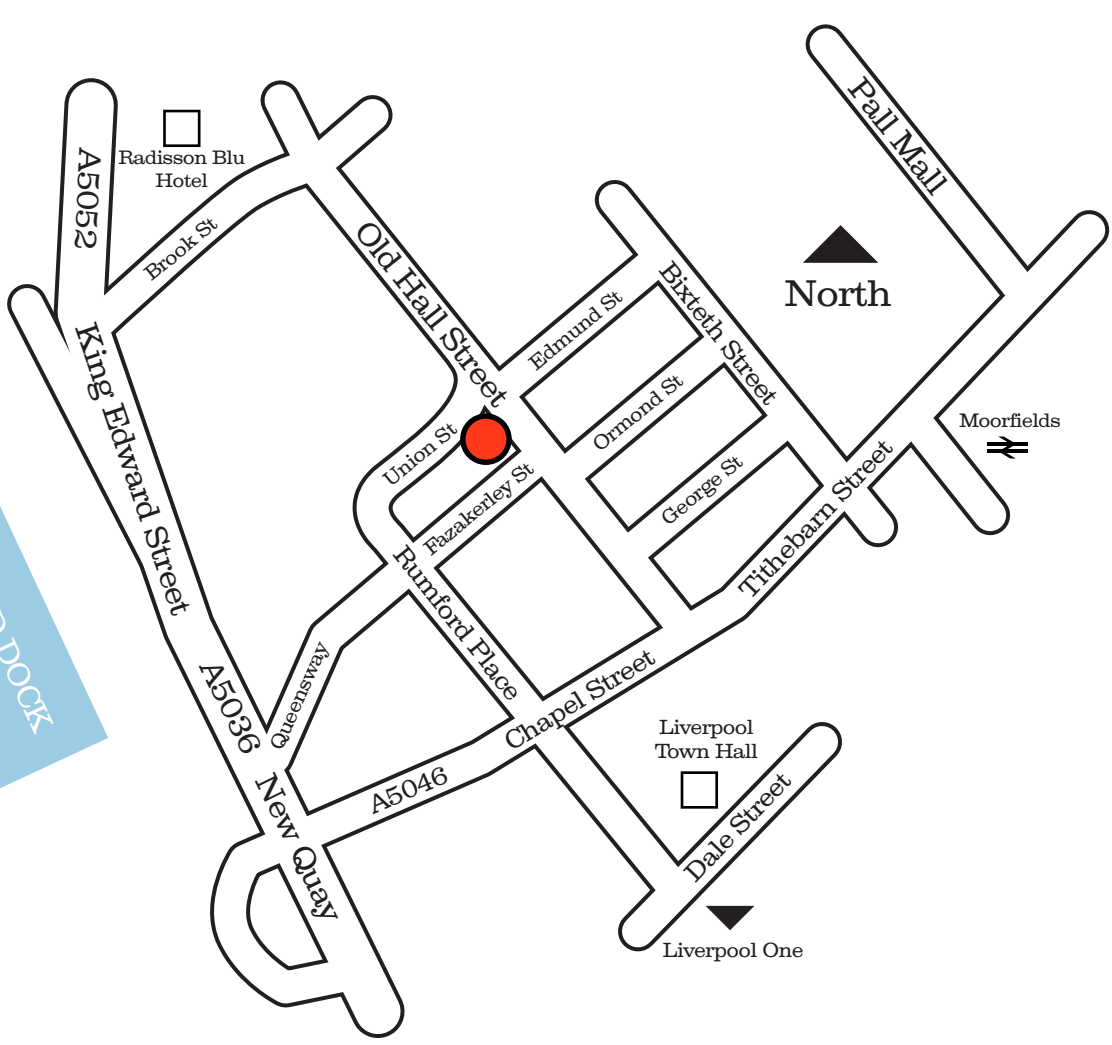 Pall Mall
A5052
Radisson Blu
Hotel
Brook St
Old Hall Street
North
Bixteth Street
Edmund St
King Edward Street
Ormond St
Moorfields
Union St
George St
Fazakerley St
Tithebarn Street
Rumford Place
DOCK
A5036
Queensway
Chapel Street
Liverpool
Town Hall
A5046
New Quay
Dale Street
Liverpool One